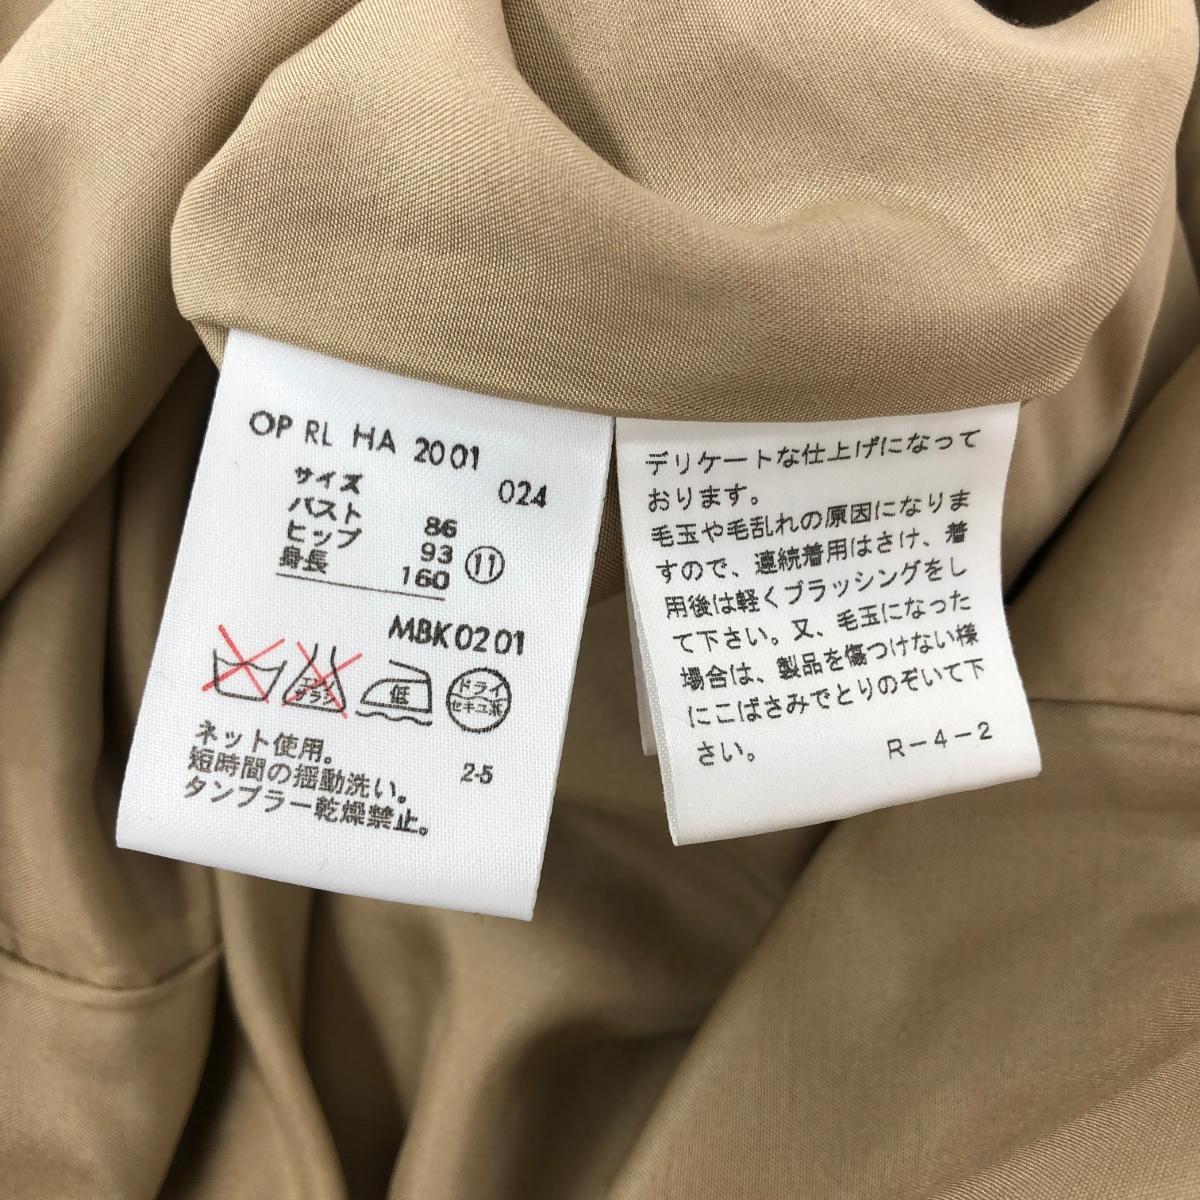 OP RL HA 2001
サイズ 024
バスト 86
ヒップ 93 ⑪
身長 160
MBK0201
エンソ
サラシ
低
ドライ
セキユ系
ネット使用。
短時間の揺動洗い。 2-5
タンブラー乾燥禁止。
デリケートな仕上げになって
おります。
毛玉や毛乱れの原因になりま
すので、連続着用はさけ、着
用後は軽くブラッシングをし
て下さい。又、毛玉になった
場合は、製品を傷つけない様
にこばさみでとりのぞいて下
さい。 R-4-2